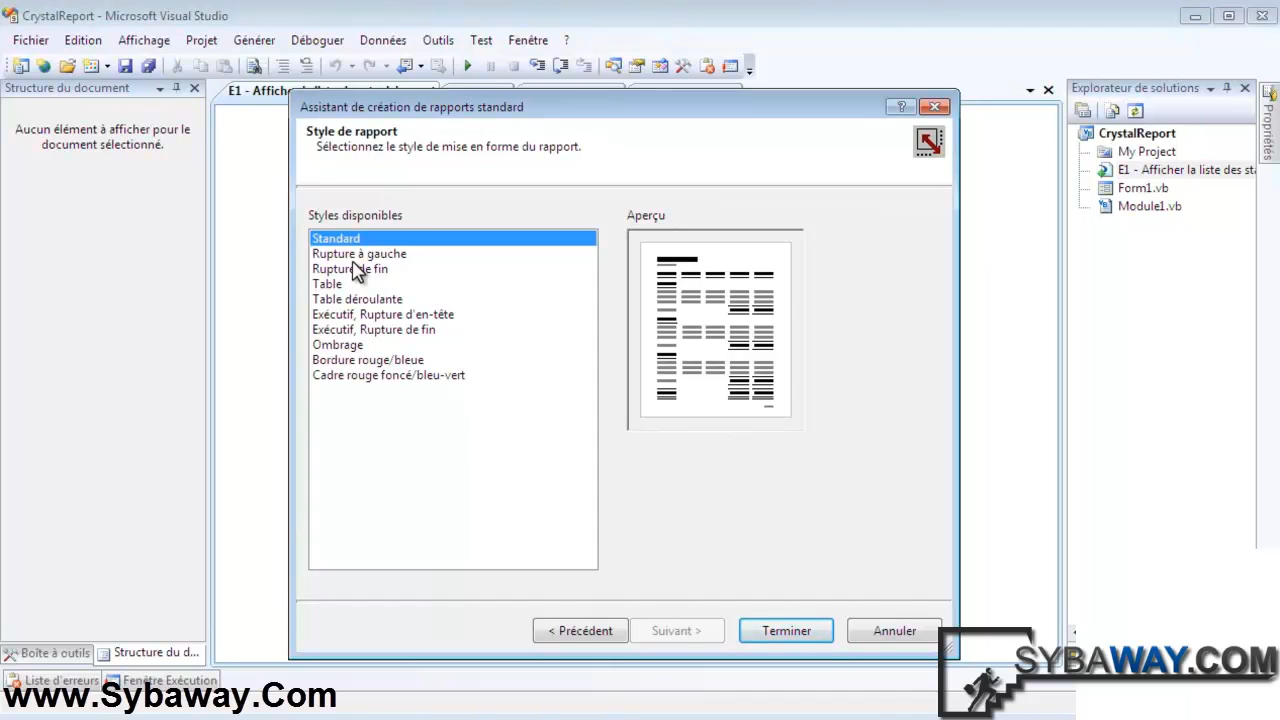 CrystalReport - Microsoft Visual Studio
Fichier Edition Affichage Projet Générer Déboguer Données Outils Test Fenêtre ?
Structure du document
Aucun élément à afficher pour le
document sélectionné.
E1 -
Assistant de création de rapports standard
Style de rapport
Sélectionnez le style de mise en forme du rapport.
Styles disponibles
Standard
Rupture à gauche
Rupture de fin
Table
Table déroulante
Exécutif, Rupture d'en-tête
Exécutif, Rupture de fin
Ombrage
Bordure rouge/bleue
Cadre rouge foncé/bleu-vert
Aperçu
< Précédent Suivant > Terminer Annuler
Explorateur de solutions
CrystalReport
My Project
E1 - Afficher la liste des sta
Form1.vb
Module1.vb
Propriétés
Boîte à outils Structure du d...
Liste d'erreurs Fenêtre Exécution
www.Sybaway.Com
SYBAWAY.COM